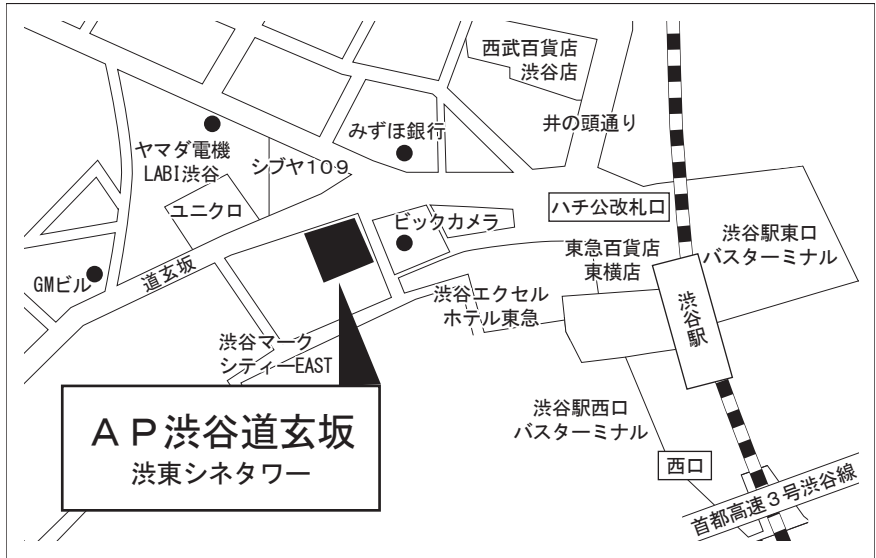 西武百貨店
渋谷店
井の頭通り
みずほ銀行
ヤマダ電機
LABI渋谷
シブヤ109
ユニクロ
ハチ公改札口
ビックカメラ
渋谷駅東口
バスターミナル
東急百貨店
東横店
GMビル
道玄坂
渋谷エクセル
ホテル東急
渋谷駅
渋谷マーク
シティーEAST
AP渋谷道玄坂
渋東シネタワー
渋谷駅西口
バスターミナル
西口
首都高速3号渋谷線